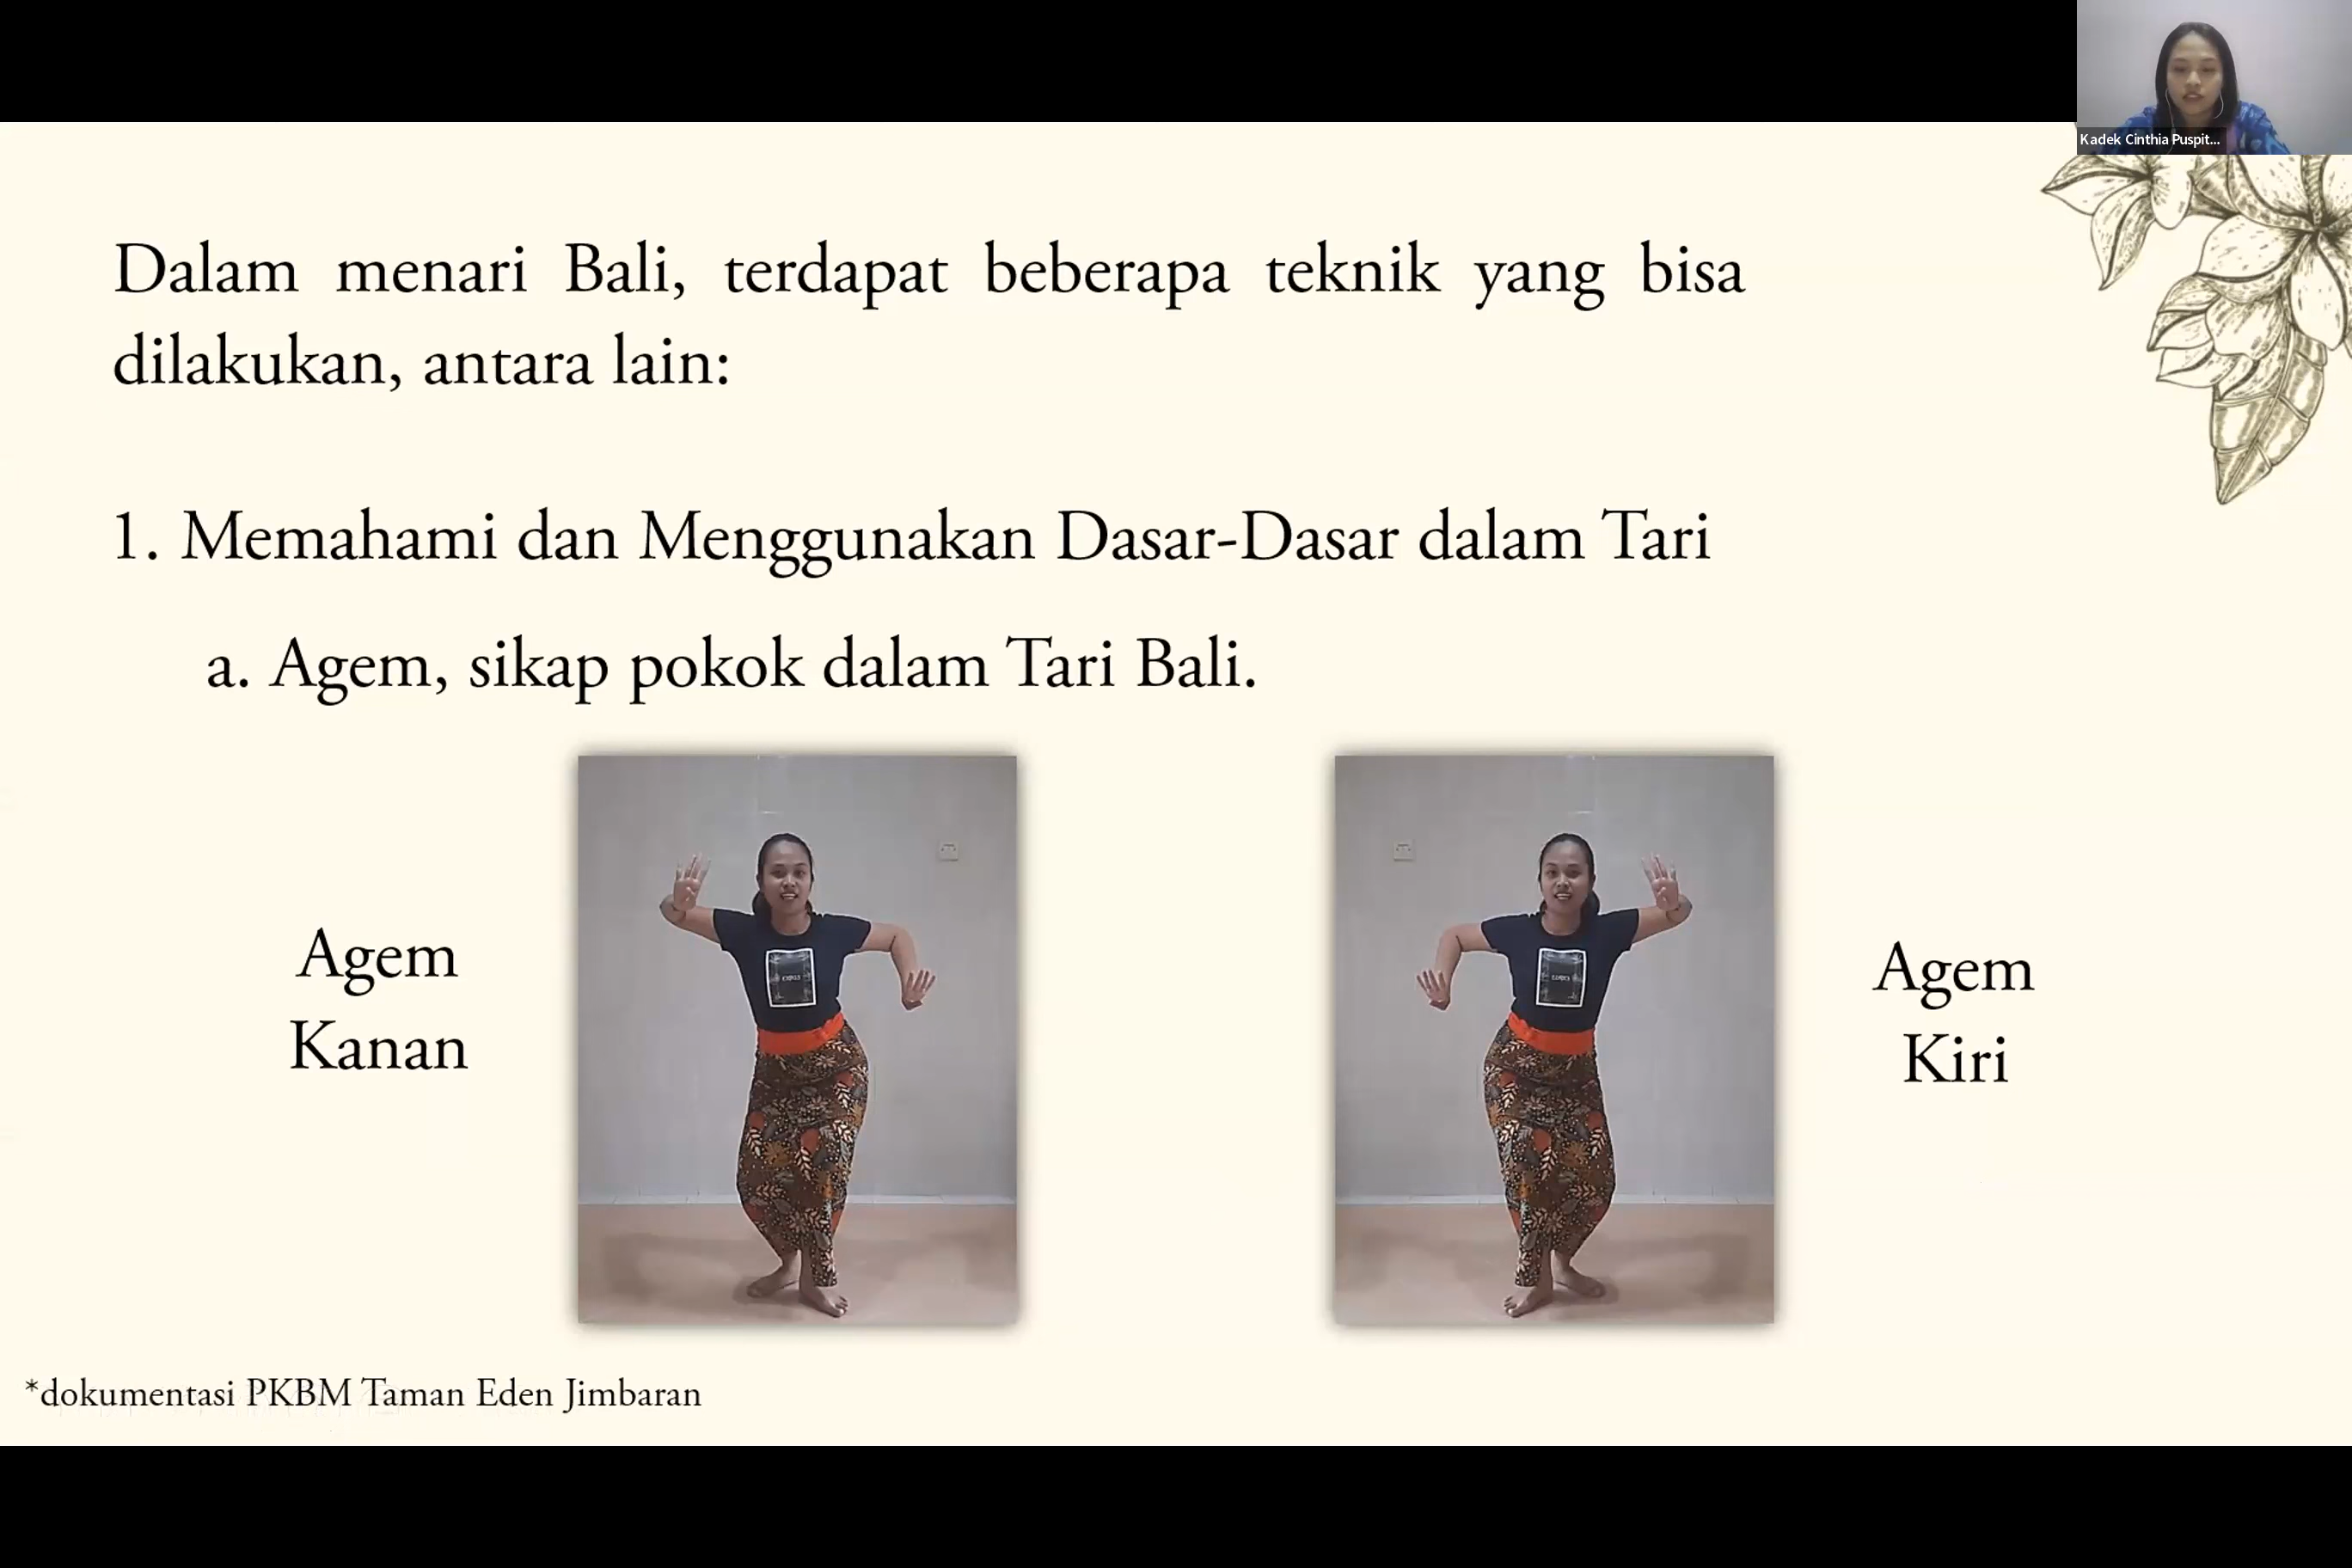 Kadek Cinthia Puspit...
Dalam menari Bali, terdapat beberapa teknik yang bisa
dilakukan, antara lain:
1. Memahami dan Menggunakan Dasar-Dasar dalam Tari
a. Agem, sikap pokok dalam Tari Bali.
Agem
Kanan
Agem
Kiri
*dokumentasi PKBM Taman Eden Jimbaran